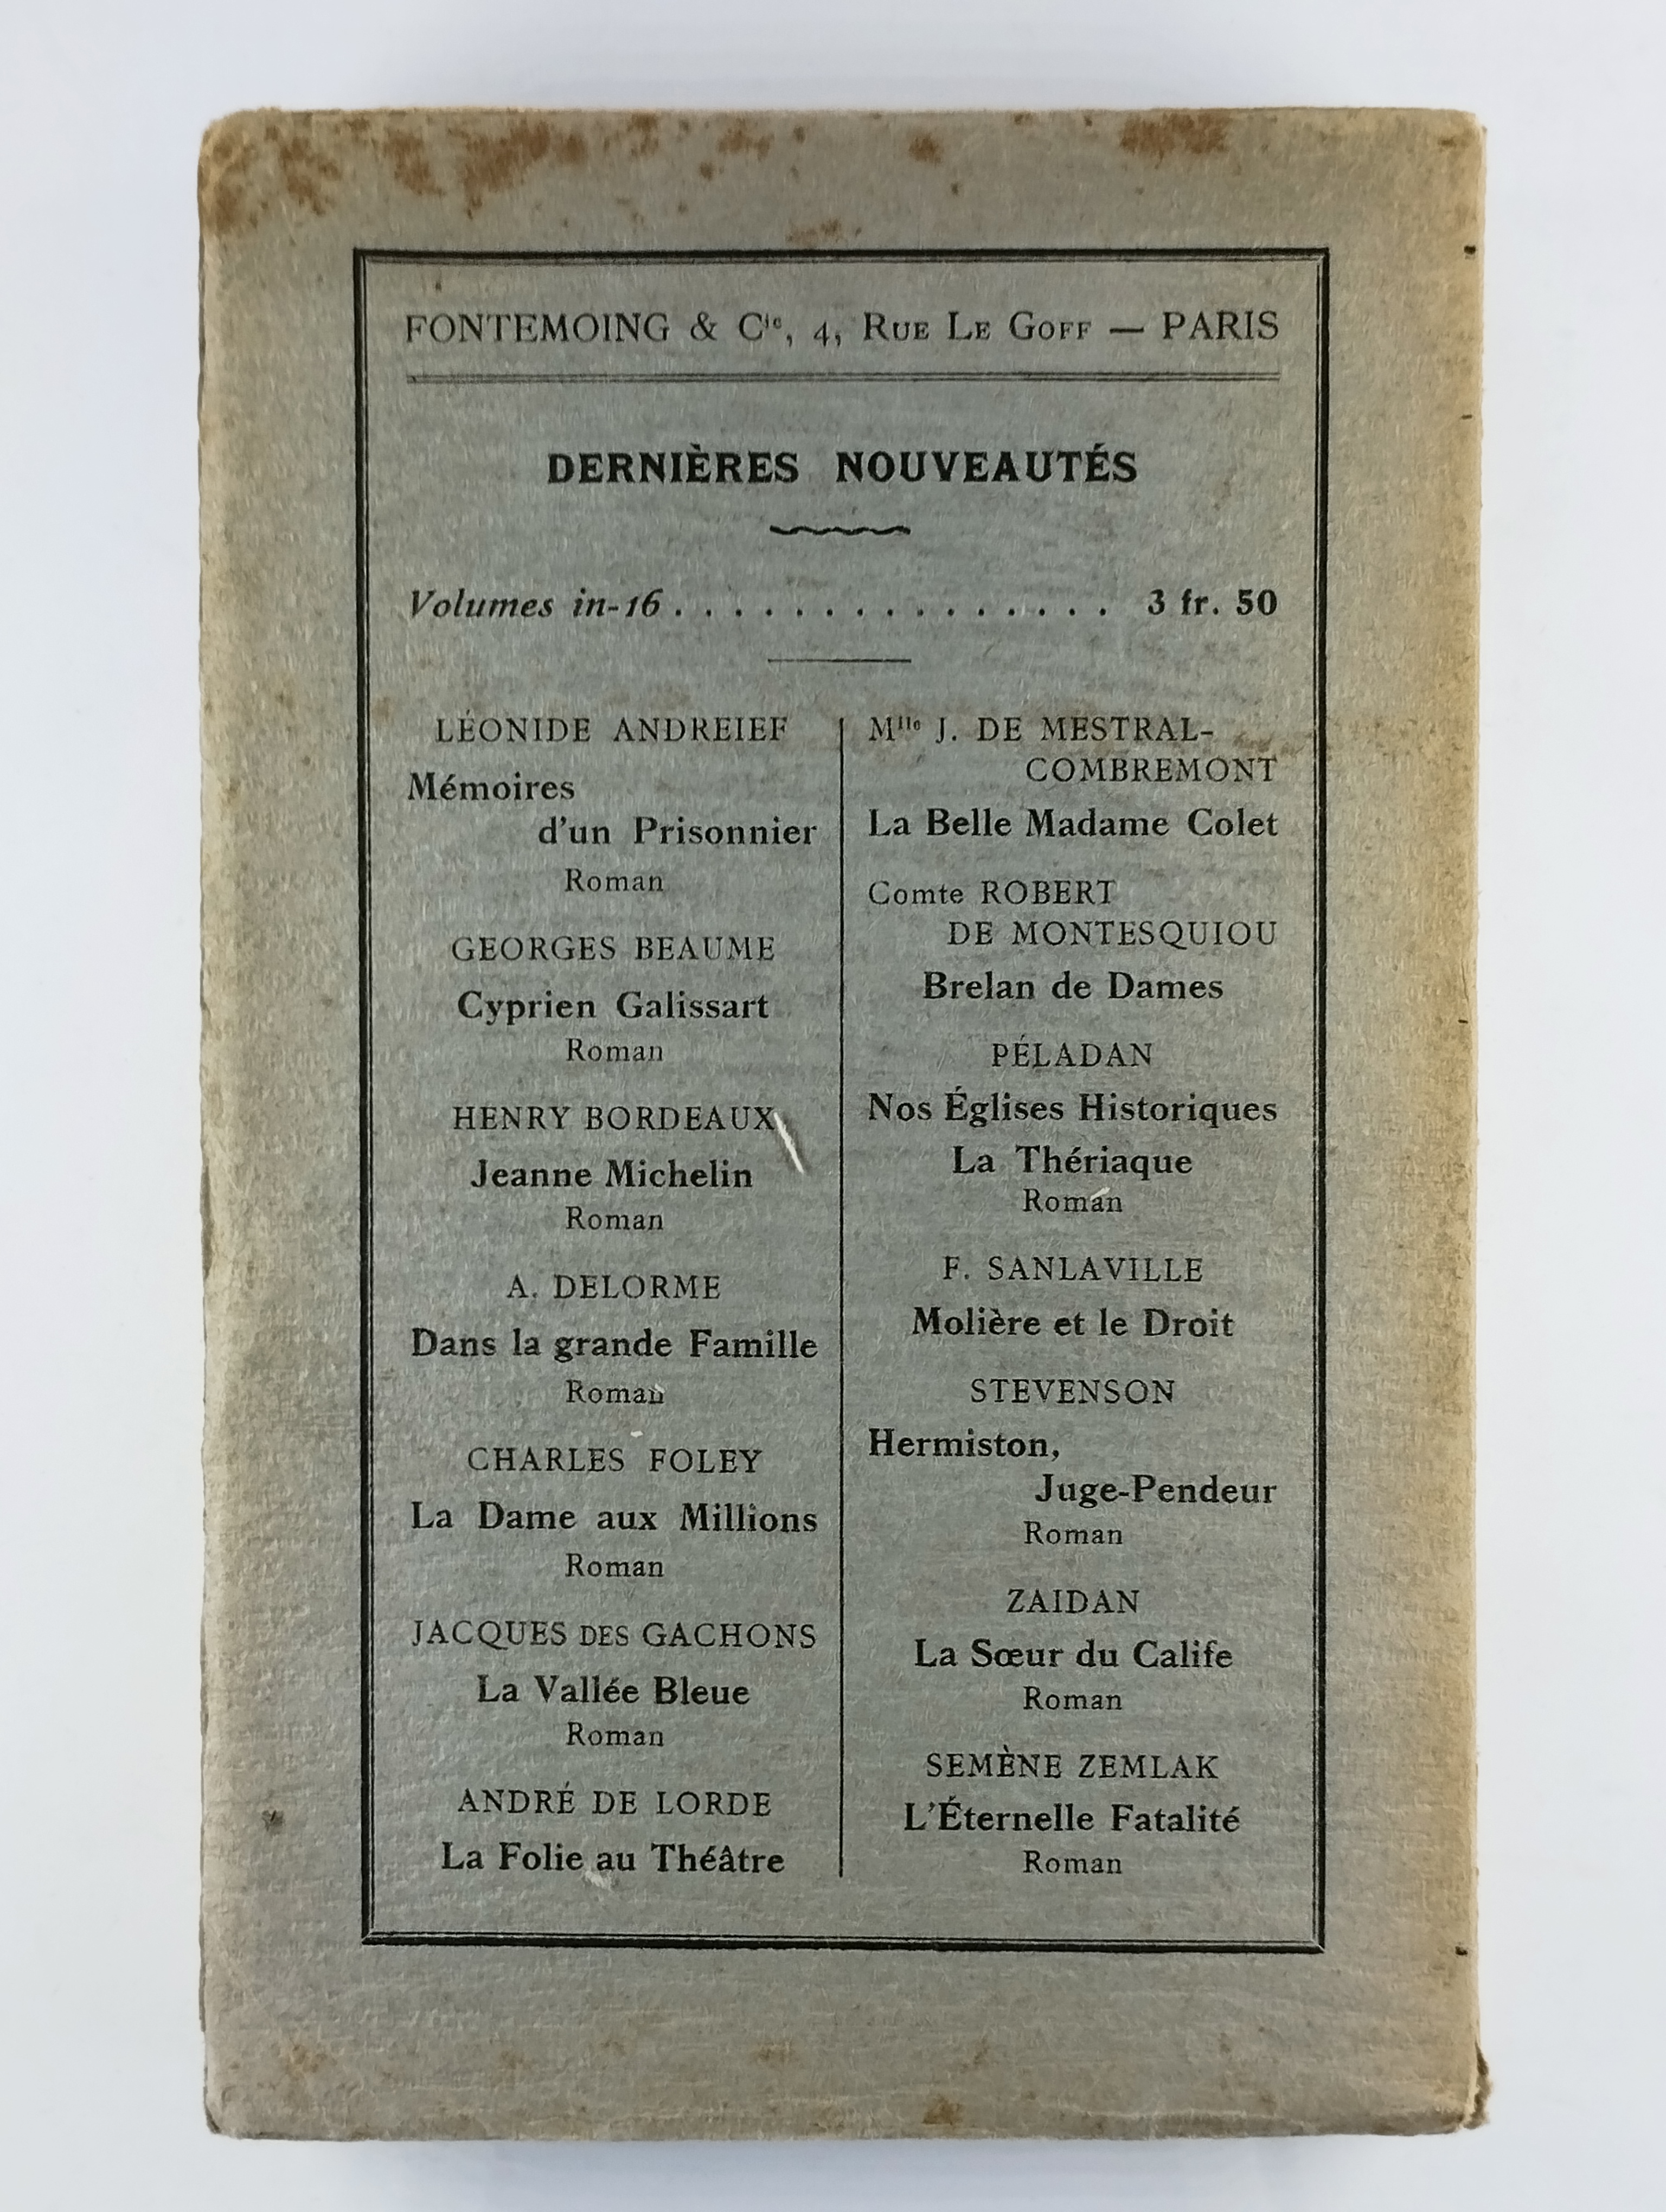 FONTEMOING & Cie, 4, RUE LE GOFF — PARIS
DERNIÈRES NOUVEAUTÉS
Volumes in-16 . . . . . . . . . . . . . . . 3 fr. 50
LÉONIDE ANDREIEF
Mémoires
d'un Prisonnier
Roman
GEORGES BEAUME
Cyprien Galissart
Roman
HENRY BORDEAUX
Jeanne Michelin
Roman
A. DELORME
Dans la grande Famille
Roman
CHARLES FOLEY
La Dame aux Millions
Roman
JACQUES DES GACHONS
La Vallée Bleue
Roman
ANDRÉ DE LORDE
La Folie au Théâtre
Mlle J. DE MESTRAL-
COMBREMONT
La Belle Madame Colet
Comte ROBERT
DE MONTESQUIOU
Brelan de Dames
PÉLADAN
Nos Églises Historiques
La Thériaque
Roman
F. SANLAVILLE
Molière et le Droit
STEVENSON
Hermiston,
Juge-Pendeur
Roman
ZAIDAN
La Sœur du Calife
Roman
SEMÈNE ZEMLAK
L'Éternelle Fatalité
Roman